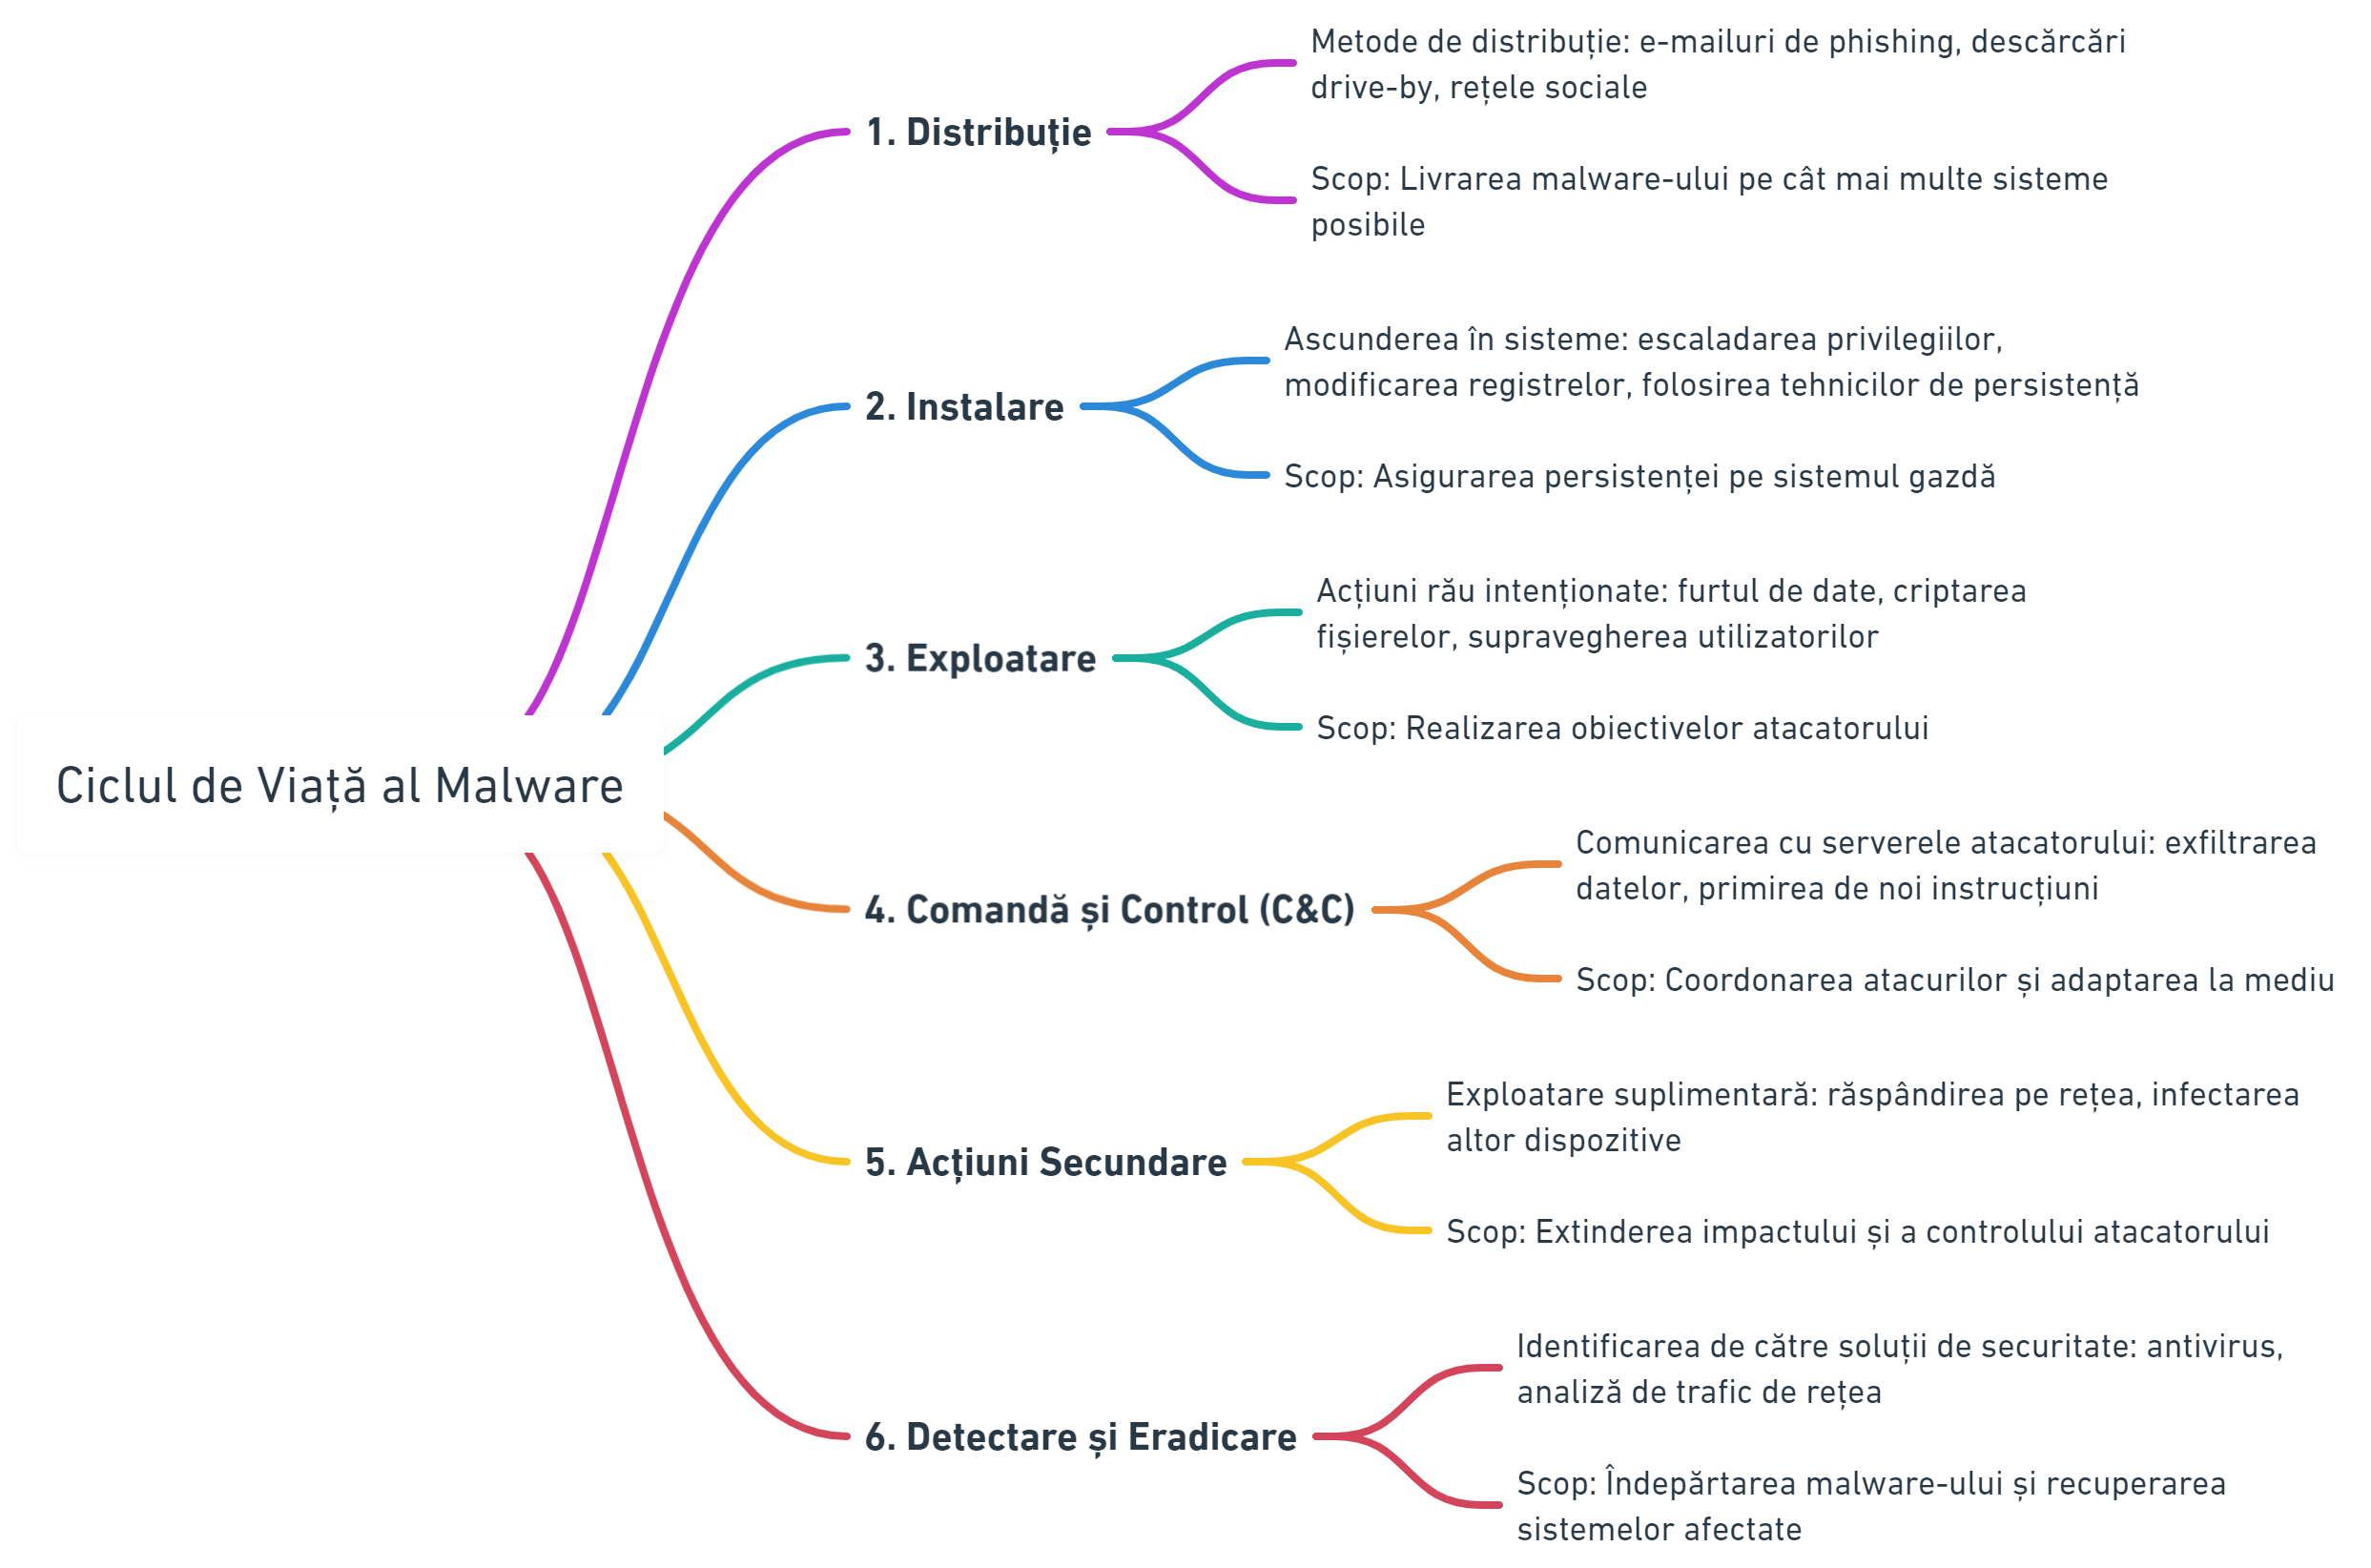 Ciclul de Viață al Malware
1. Distribuție
Metode de distribuție: e-mailuri de phishing, descărcări
drive-by, rețele sociale
Scop: Livrarea malware-ului pe cât mai multe sisteme
posibile
2. Instalare
Ascunderea în sisteme: escaladarea privilegiilor,
modificarea registrelor, folosirea tehnicilor de persistență
Scop: Asigurarea persistenței pe sistemul gazdă
3. Exploatare
Acțiuni rău intenționate: furtul de date, criptarea
fișierelor, supravegherea utilizatorilor
Scop: Realizarea obiectivelor atacatorului
4. Comandă și Control (C&C)
Comunicarea cu serverele atacatorului: exfiltrarea
datelor, primirea de noi instrucțiuni
Scop: Coordonarea atacurilor și adaptarea la mediu
5. Acțiuni Secundare
Exploatare suplimentară: răspândirea pe rețea, infectarea
altor dispozitive
Scop: Extinderea impactului și a controlului atacatorului
6. Detectare și Eradicare
Identificarea de către soluții de securitate: antivirus,
analiză de trafic de rețea
Scop: Îndepărtarea malware-ului și recuperarea
sistemelor afectate